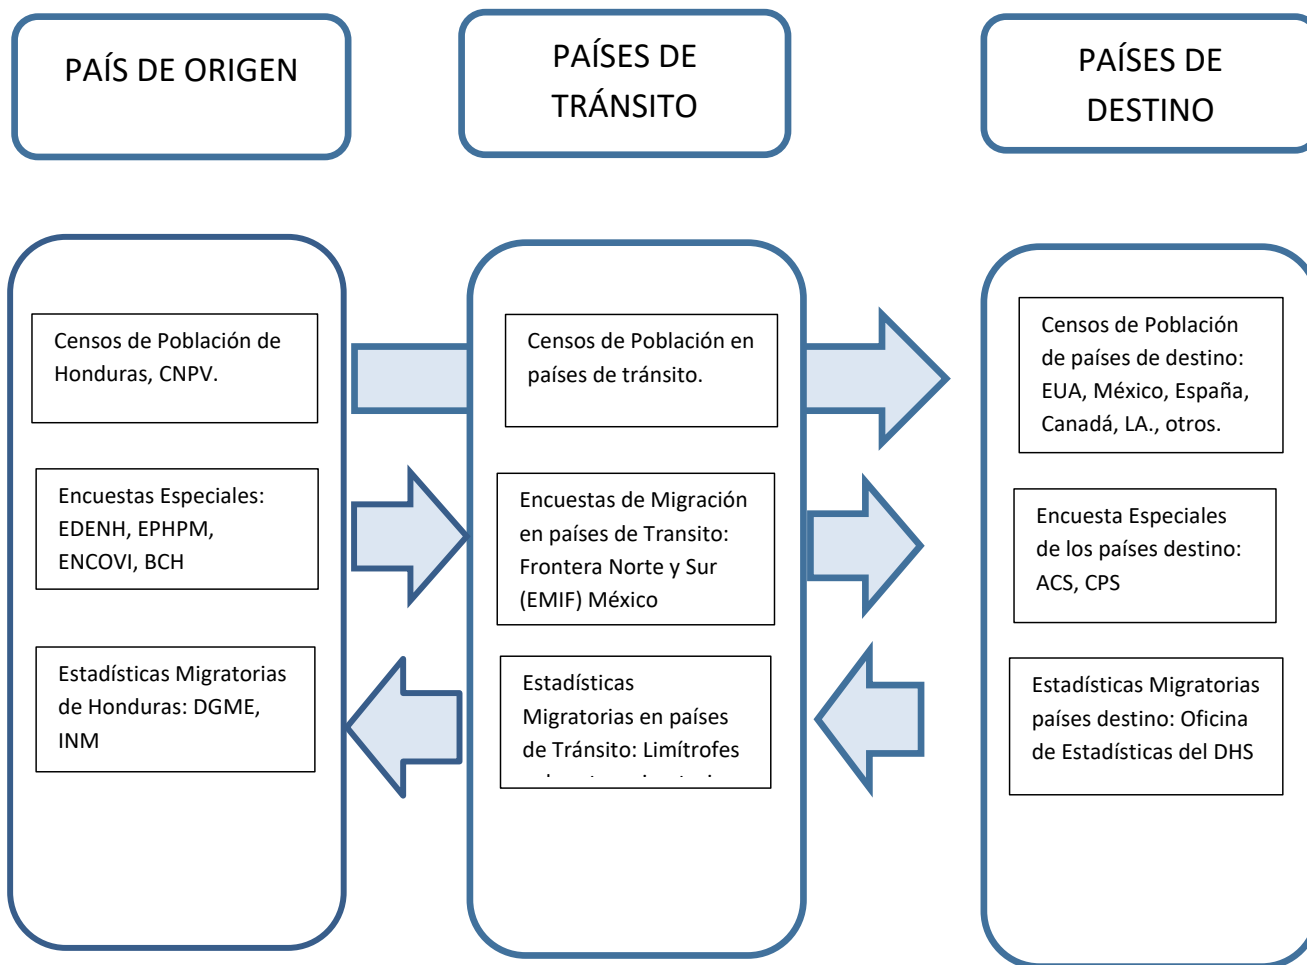 PAÍS DE ORIGEN
PAÍSES DE
TRÁNSITO
PAÍSES DE
DESTINO
Censos de Población de
Honduras, CNPV.
Encuestas Especiales:
EDENH, EPHPM,
ENCOVI, BCH
Estadísticas Migratorias
de Honduras: DGME,
INM
Censos de Población en
países de tránsito.
Encuestas de Migración
en países de Transito:
Frontera Norte y Sur
(EMIF) México
Estadísticas
Migratorias en países
de Tránsito: Limítrofes
Censos de Población
de países de destino:
EUA, México, España,
Canadá, LA., otros.
Encuesta Especiales
de los países destino:
ACS, CPS
Estadísticas Migratorias
países destino: Oficina
de Estadísticas del DHS